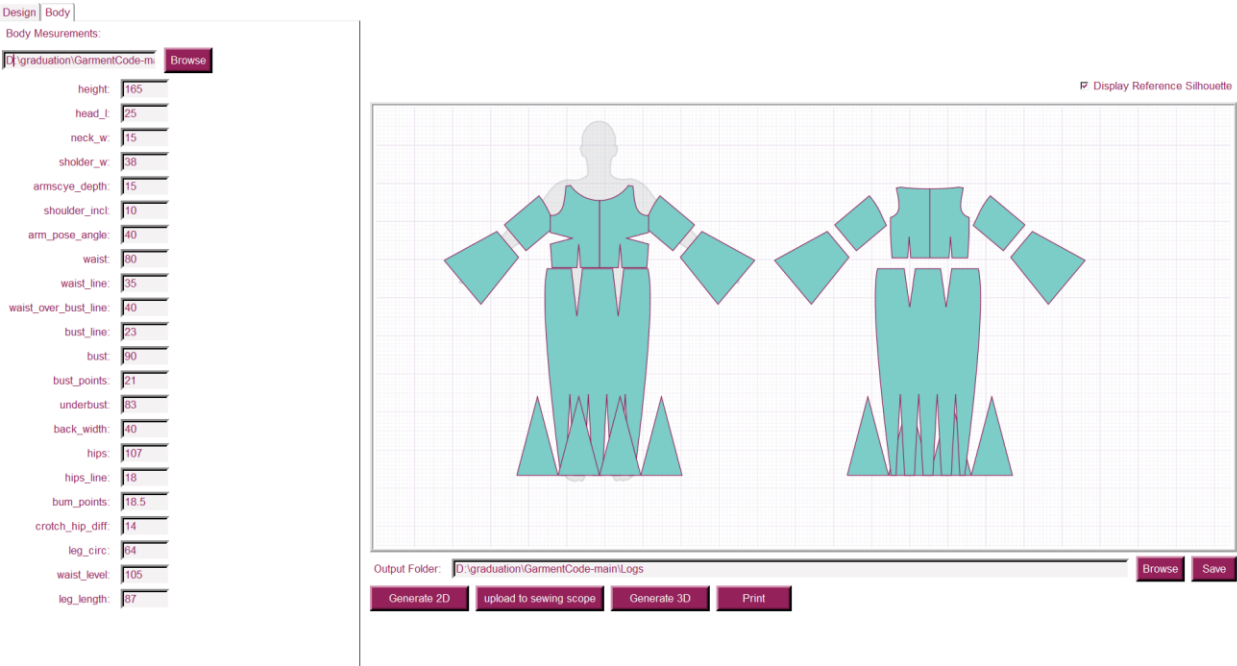 Design Body
Body Mesurements:
D:\graduation\GarmentCode-m Browse
height: 165
head_l: 25
neck_w: 15
sholder_w: 38
armscye_depth: 15
shoulder_incl: 10
arm_pose_angle: 40
waist: 80
waist_line: 35
waist_over_bust_line: 40
bust_line: 23
bust: 90
bust_points: 21
underbust: 83
back_width: 40
hips: 107
hips_line: 18
bum_points: 18.5
crotch_hip_diff: 14
leg_circ: 64
waist_level: 105
leg_length: 87
Display Reference Silhouette
Output Folder: D:\graduation\GarmentCode-main\Logs Browse Save
Generate 2D upload to sewing scope Generate 3D Print